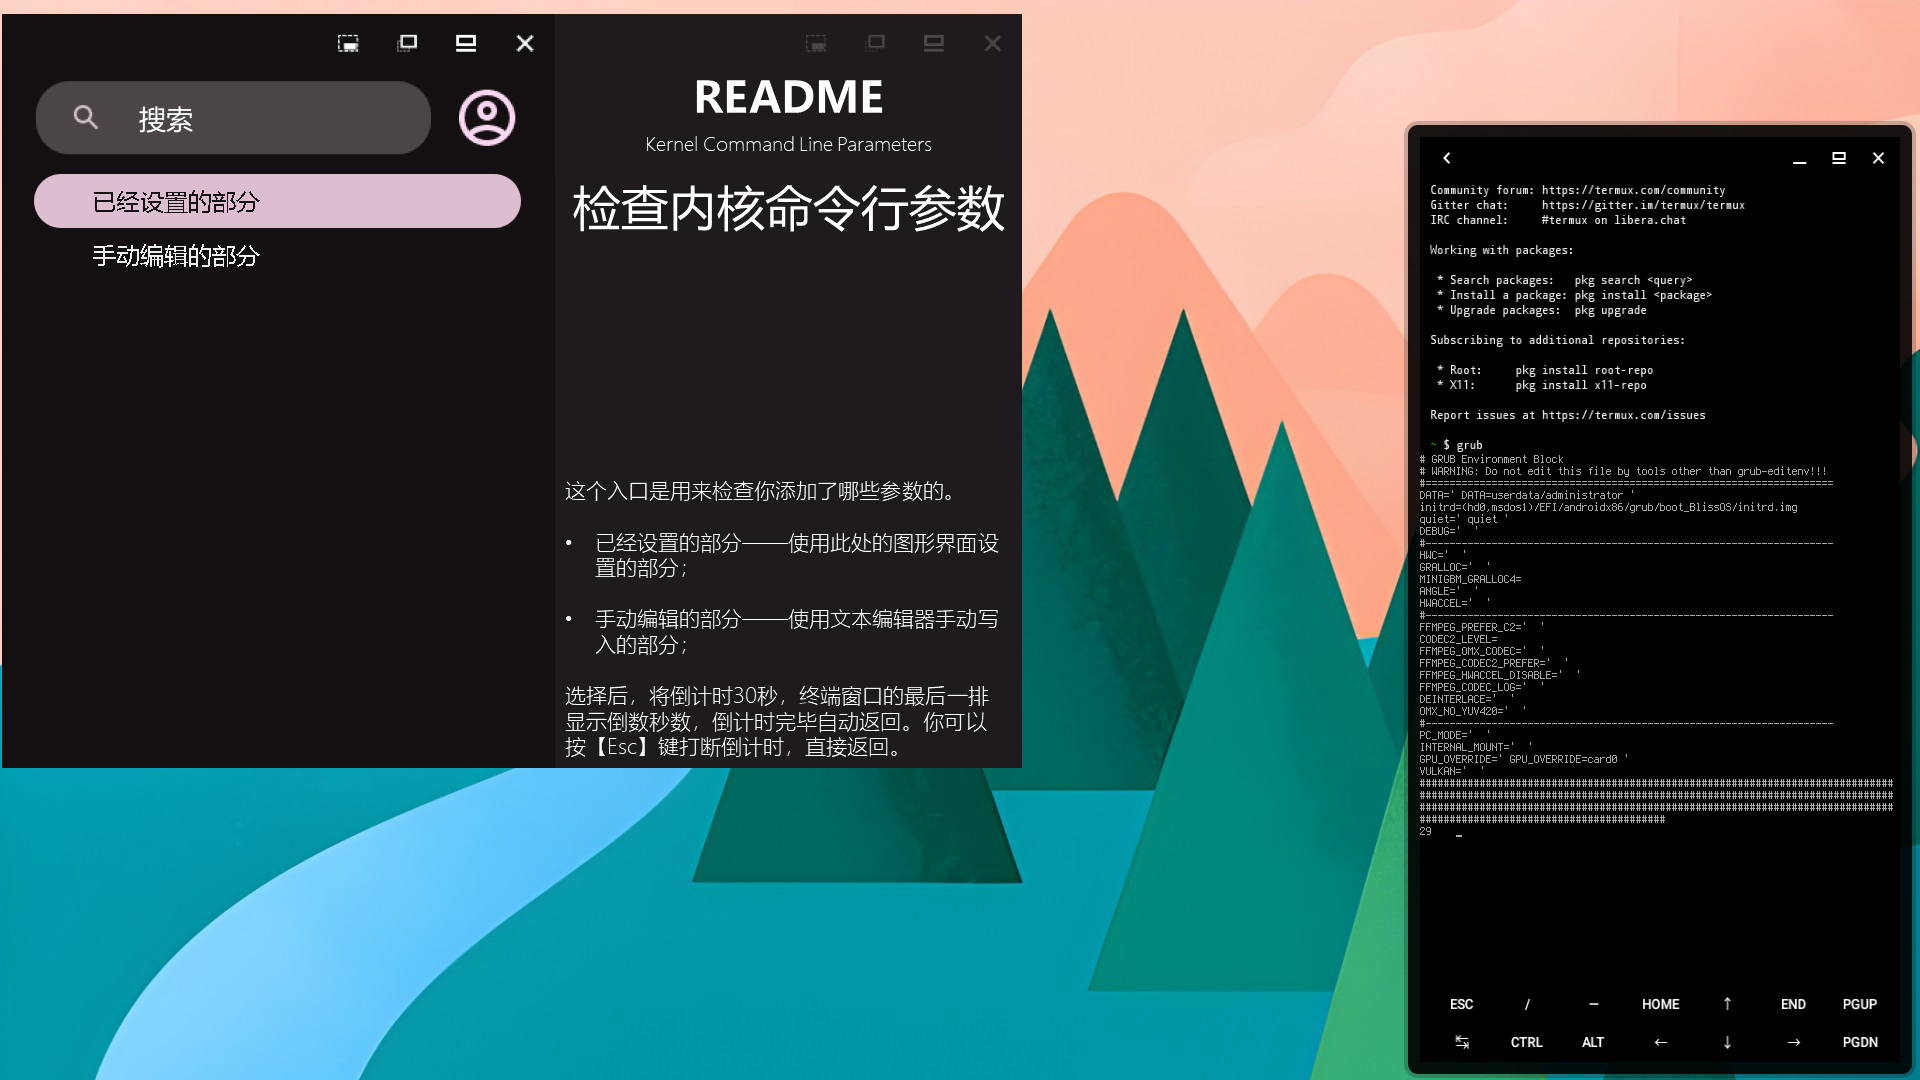 搜索
已经设置的部分
手动编辑的部分
README
Kernel Command Line Parameters
检查内核命令行参数
这个入口是用来检查你添加了哪些参数的。
• 已经设置的部分——使用此处的图形界面设
置的部分；
• 手动编辑的部分——使用文本编辑器手动写
入的部分；
选择后，将倒计时30秒，终端窗口的最后一排
显示倒数秒数，倒计时完毕自动返回。你可以
按【Esc】键打断倒计时，直接返回。
Community forum: https://termux.com/community
Gitter chat: https://gitter.im/termux/termux
IRC channel: #termux on libera.chat
Working with packages:
* Search packages: pkg search <query>
* Install a package: pkg install <package>
* Upgrade packages: pkg upgrade
Subscribing to additional repositories:
* Root: pkg install root-repo
* X11: pkg install x11-repo
Report issues at https://termux.com/issues
~ $ grub
# GRUB Environment Block
# WARNING: Do not edit this file by tools other than grub-editenv!!!
#====================================================================
DATA=' DATA=userdata/administrator '
initrd=(hd0,msdos1)/EFI/androidx86/grub/boot_BlissOS/initrd.img
quiet=' quiet '
DEBUG=' '
#--------------------------------------------------------------------
HWC=' '
GRALLOC=' '
MINIGBM_GRALLOC4=
ANGLE=' '
HWACCEL=' '
#--------------------------------------------------------------------
FFMPEG_PREFER_C2=' '
CODEC2_LEVEL=
FFMPEG_OMX_CODEC=' '
FFMPEG_CODEC2_PREFER=' '
FFMPEG_HWACCEL_DISABLE=' '
FFMPEG_CODEC_LOG=' '
DEINTERLACE=' '
OMX_NO_YUV420=' '
#--------------------------------------------------------------------
PC_MODE=' '
INTERNAL_MOUNT=' '
GPU_OVERRIDE=' GPU_OVERRIDE=card0 '
VULKAN=' '
###############################################################################
###############################################################################
###############################################################################
#########################################
29 _
ESC / — HOME ↑ END PGUP
↹ CTRL ALT ← ↓ → PGDN